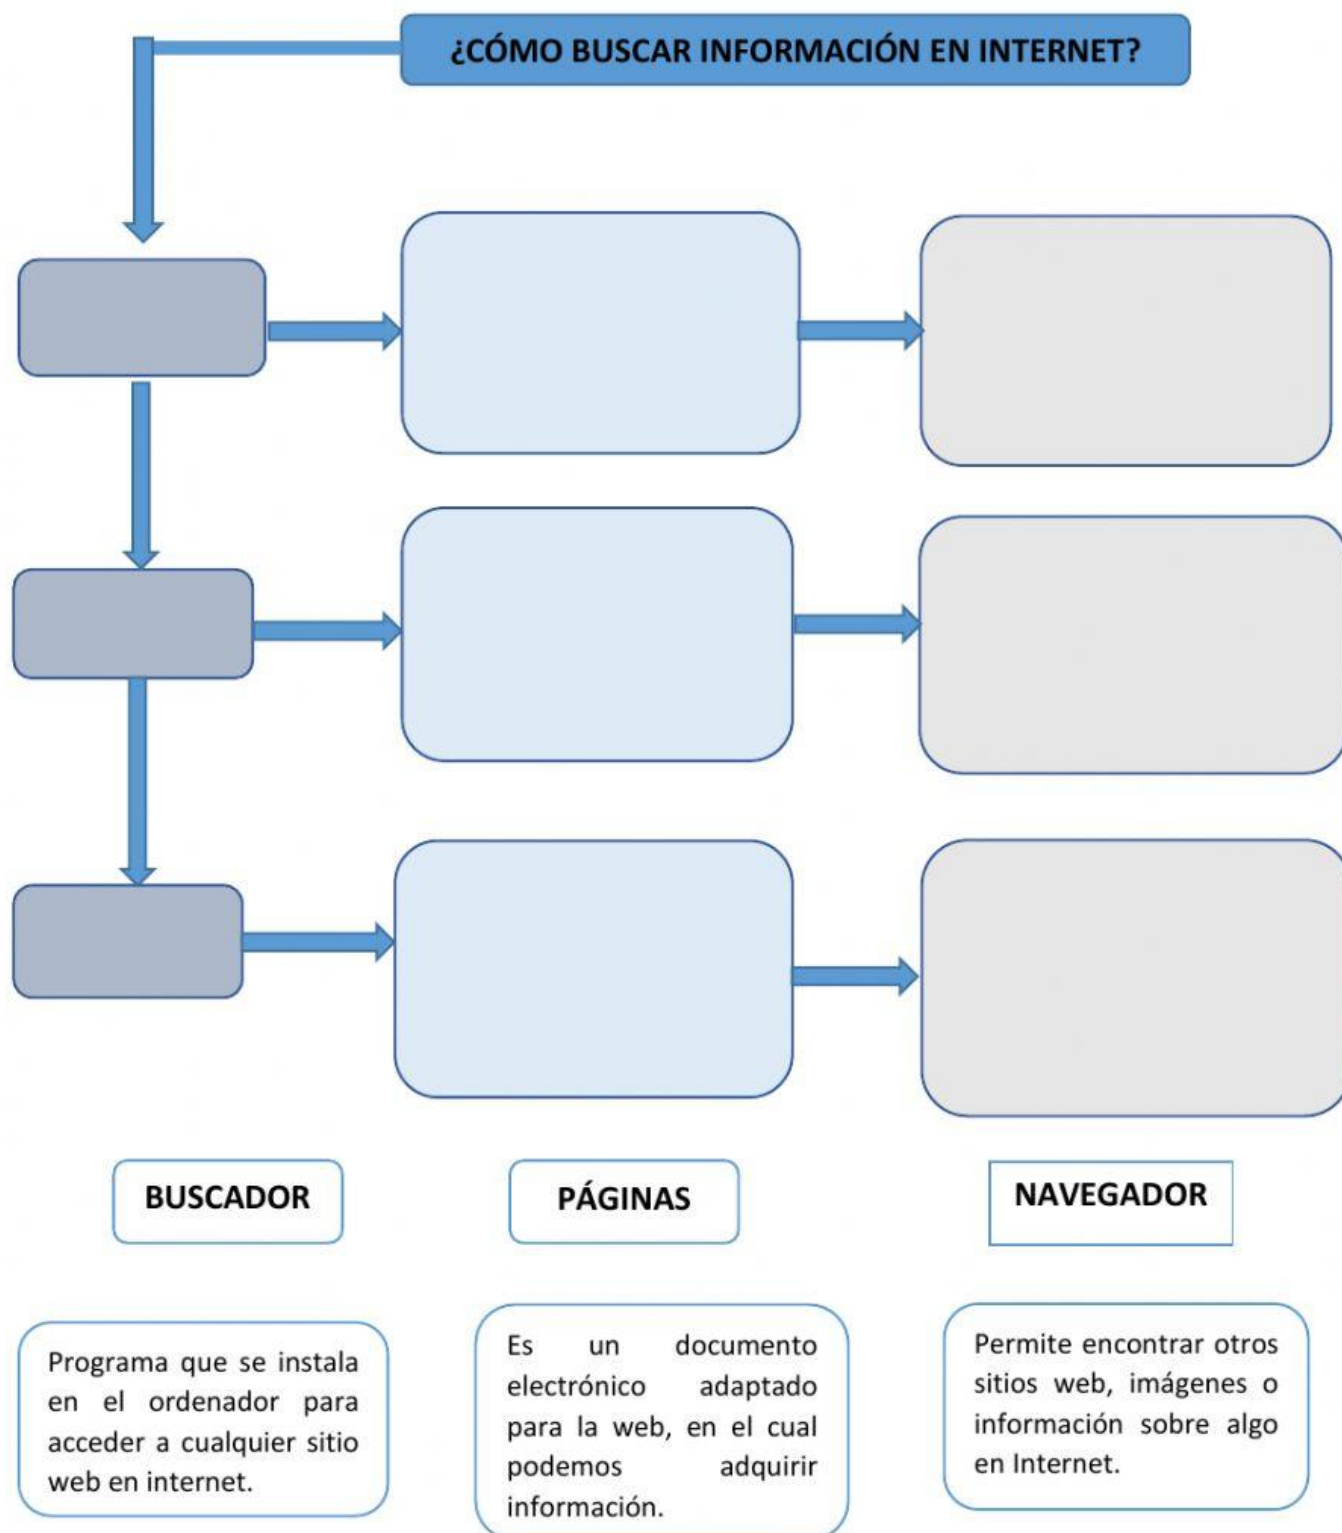 ¿CÓMO BUSCAR INFORMACIÓN EN INTERNET?
BUSCADOR
PÁGINAS
NAVEGADOR
Programa que se instala
en el ordenador para
acceder a cualquier sitio
web en internet.
Es un documento
electrónico adaptado
para la web, en el cual
podemos adquirir
información.
Permite encontrar otros
sitios web, imágenes o
información sobre algo
en Internet.